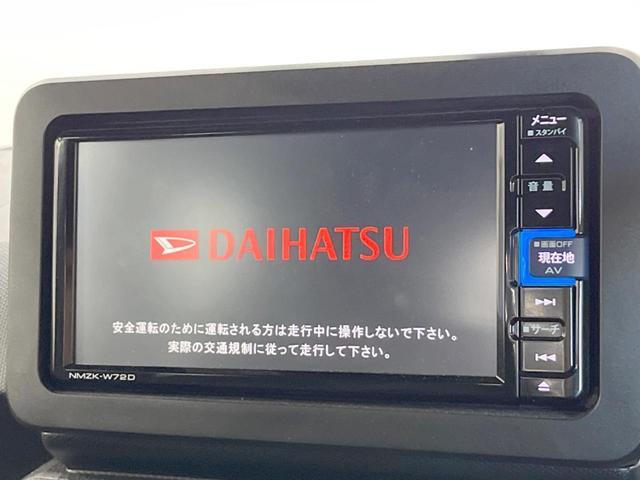 DAIHATSU
安全運転のために運転される方は走行中に操作しないで下さい。
実際の交通規制に従って走行して下さい。
NMZK-W72D
メニュー
スタンバイ
音量
画面OFF
現在地
AV
サーチ